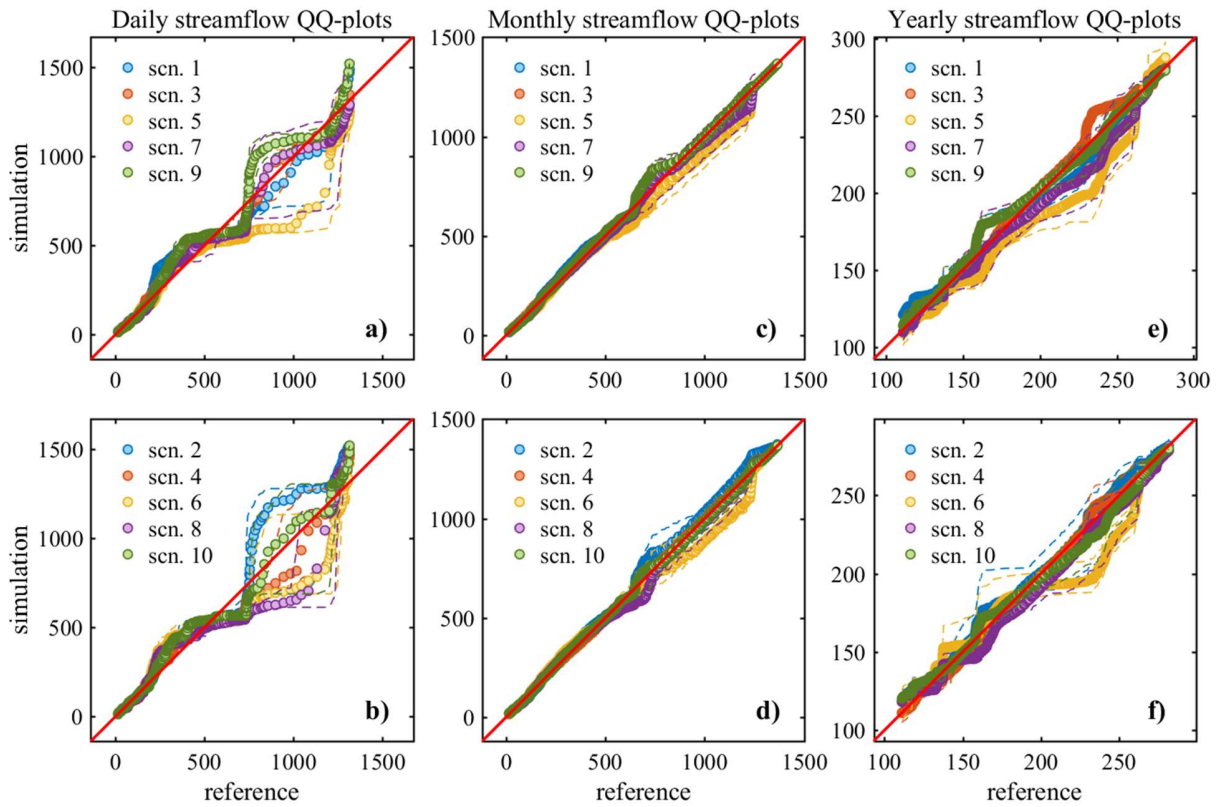 Daily streamflow QQ-plots
Monthly streamflow QQ-plots
Yearly streamflow QQ-plots
simulation
1500
1000
500
0
scn. 1
scn. 3
scn. 5
scn. 7
scn. 9
a)
0 500 1000 1500
1500
1000
500
0
scn. 1
scn. 3
scn. 5
scn. 7
scn. 9
c)
0 500 1000 1500
300
250
200
150
100
scn. 1
scn. 3
scn. 5
scn. 7
scn. 9
e)
100 150 200 250 300
simulation
1500
1000
500
0
scn. 2
scn. 4
scn. 6
scn. 8
scn. 10
b)
0 500 1000 1500
reference
1500
1000
500
0
scn. 2
scn. 4
scn. 6
scn. 8
scn. 10
d)
0 500 1000 1500
reference
250
200
150
100
scn. 2
scn. 4
scn. 6
scn. 8
scn. 10
f)
100 150 200 250
reference